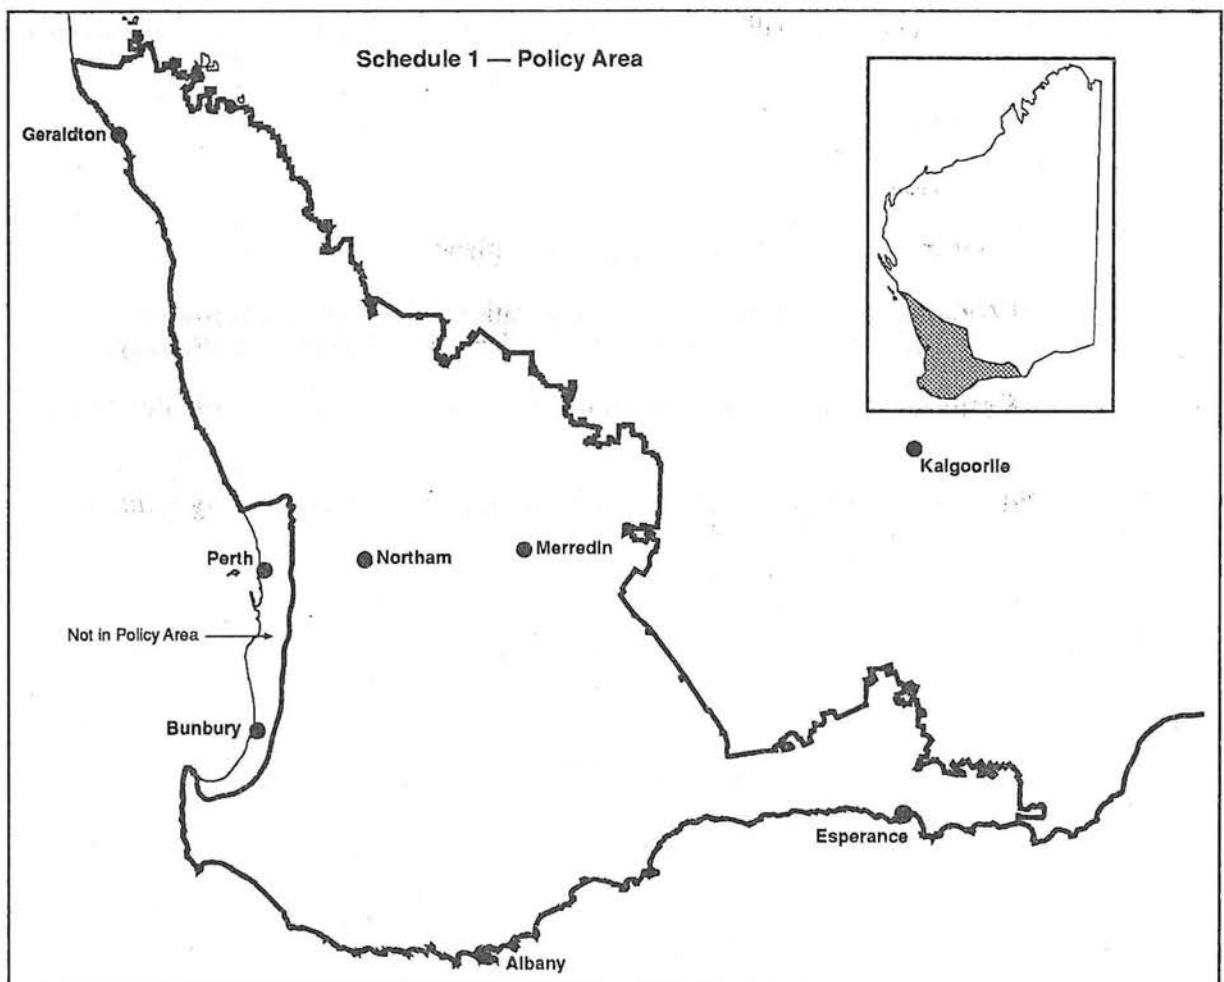 Schedule 1 — Policy Area
Geraldton
Kalgoorlie
Perth
Northam
Merredin
Not in Policy Area
Bunbury
Esperance
Albany